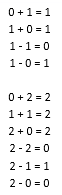 0 + 1 = 1
1 + 0 = 1
1 - 1 = 0
1 - 0 = 1

0 + 2 = 2
1 + 1 = 2
2 + 0 = 2
2 - 2 = 0
2 - 1 = 1
2 - 0 = 0